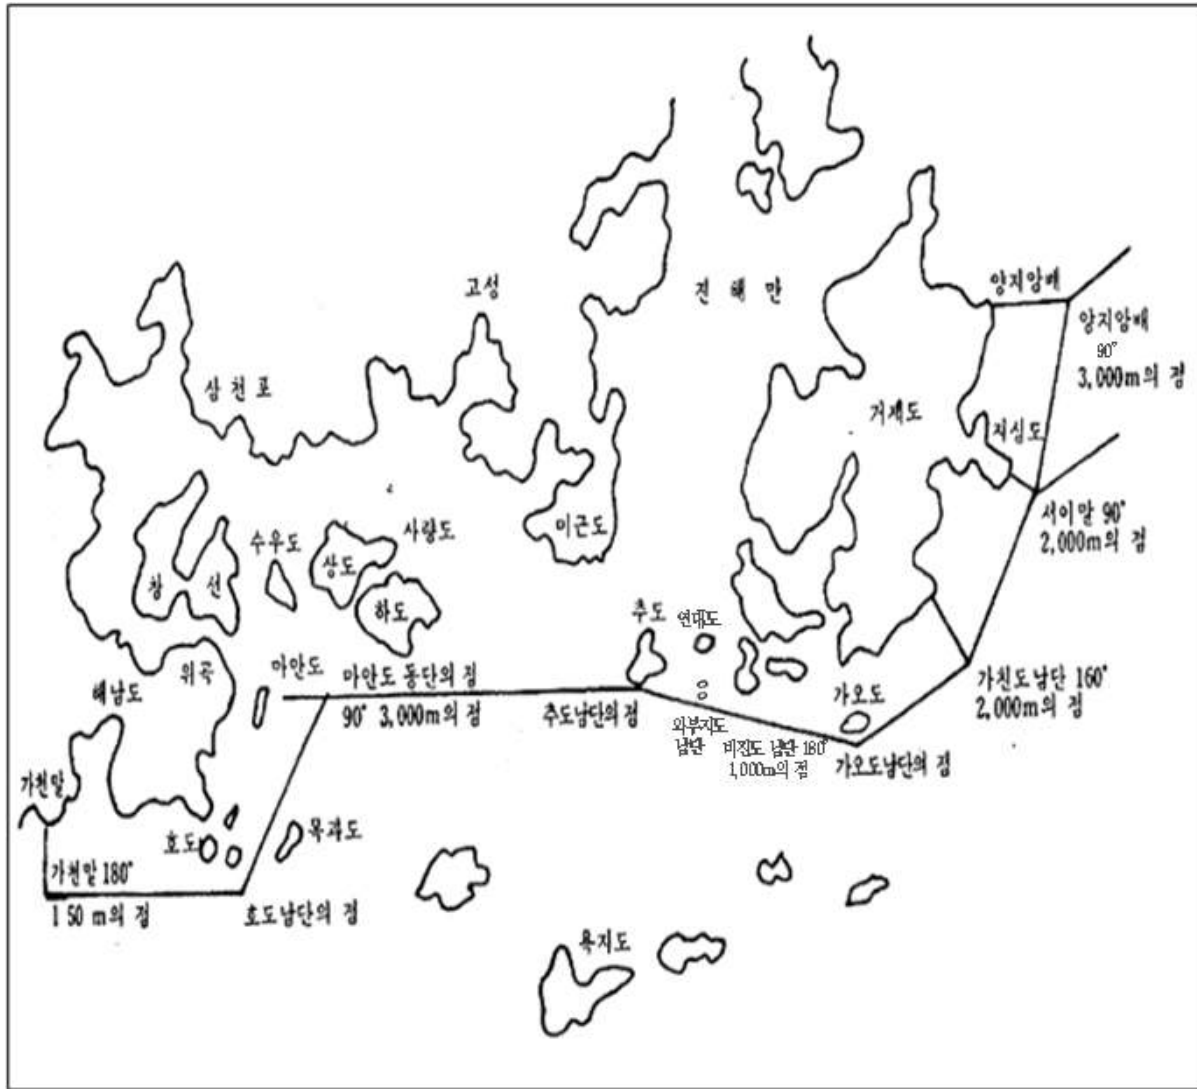 고성
진 해 만
양지암배
양지암배
90°
3,000m의 점
삼 천 포
거제도
지심도
서이말 90°
2,000m의 점
미근도
사량도
수우도
상도
창 선
하도
추도
연대도
위곡
마안도
마안도 동단의 점
90° 3,000m의 점
해남도
추도남단의 점
가오도
가친도남단 160°
2,000m의 점
외부지도
남단
비진도 남단 180°
1,000m의 점
가오도남단의 점
가천말
호도
목과도
가천말 180°
150m의 점
호도남단의 점
욕지도